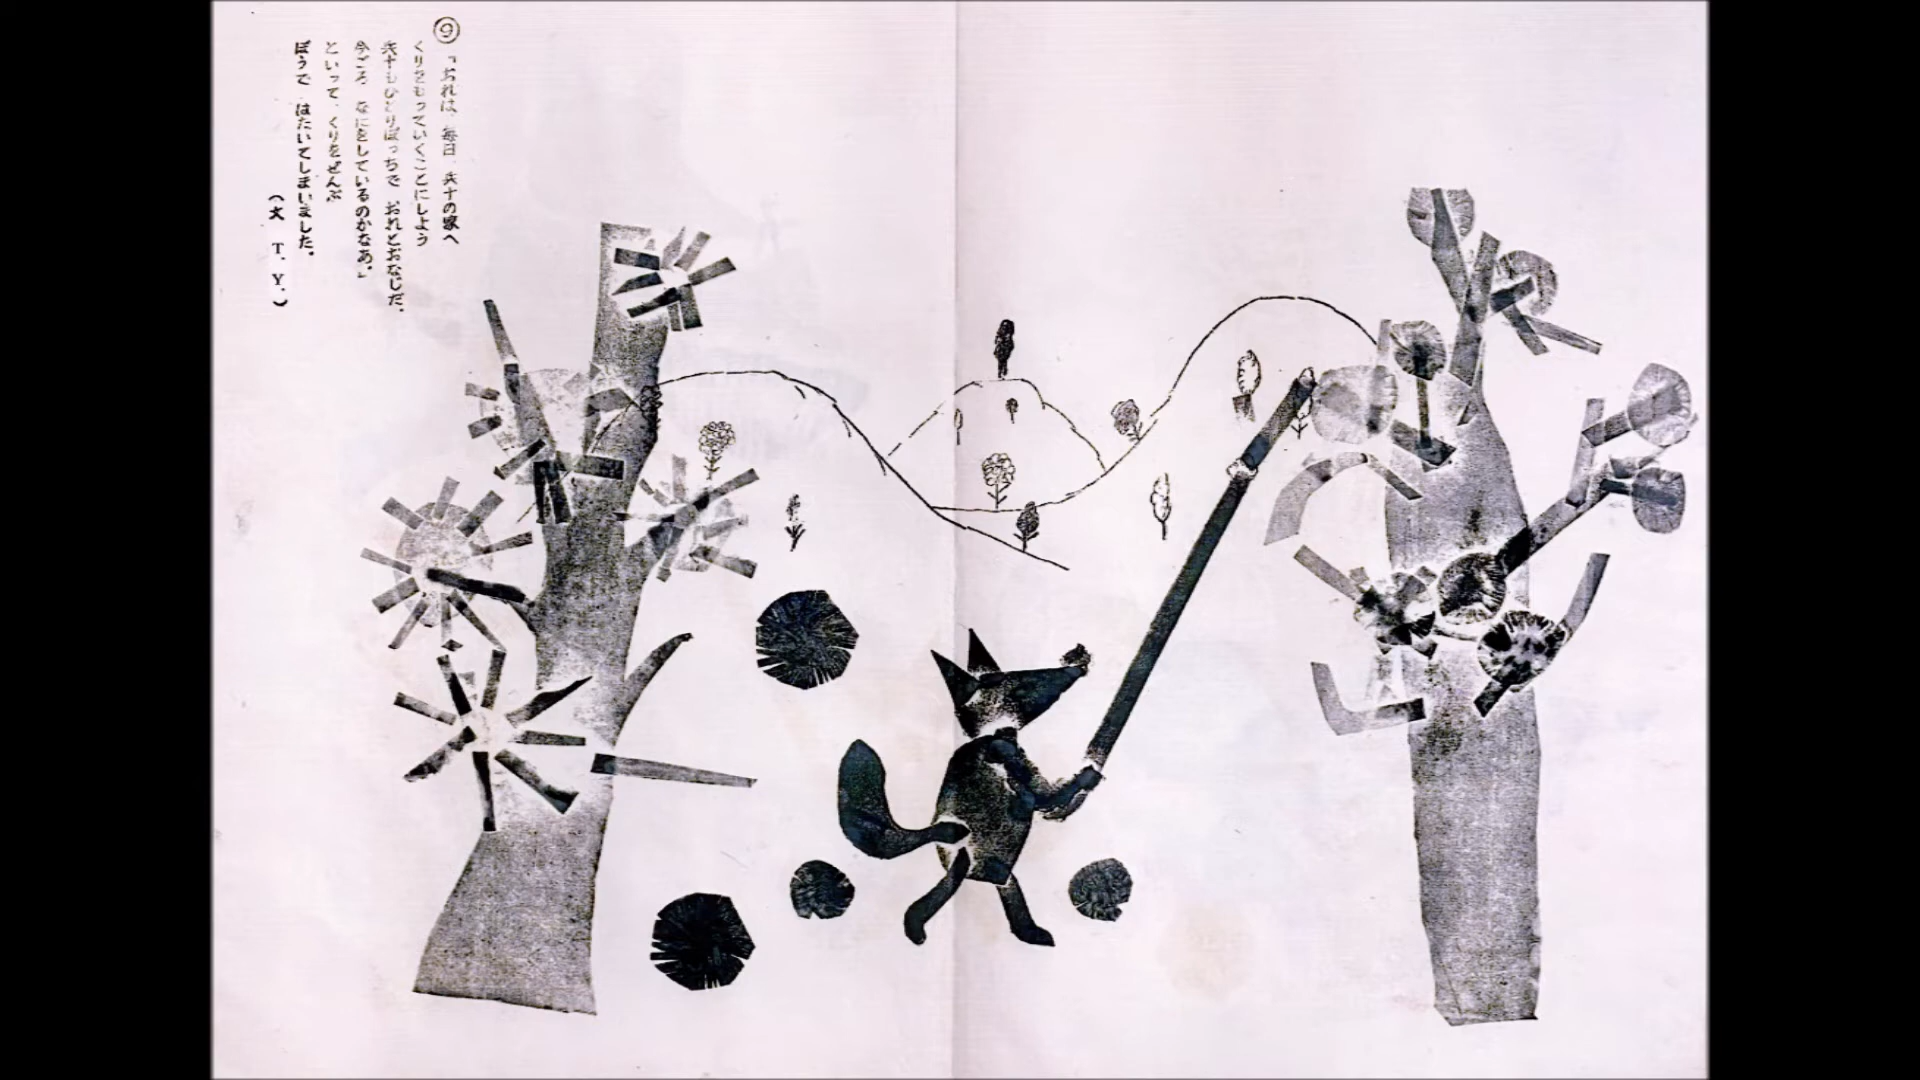 ⑨「おれは、毎日 兵十の家へ
くりをもっていくことにしよう
兵十もひとりぼっちで おれとおなじだ。
今ごろ なにをしているのかなあ。」
といって、くりをぜんぶ
ぼうで はたいてしまいました。
(文 T. Y.)